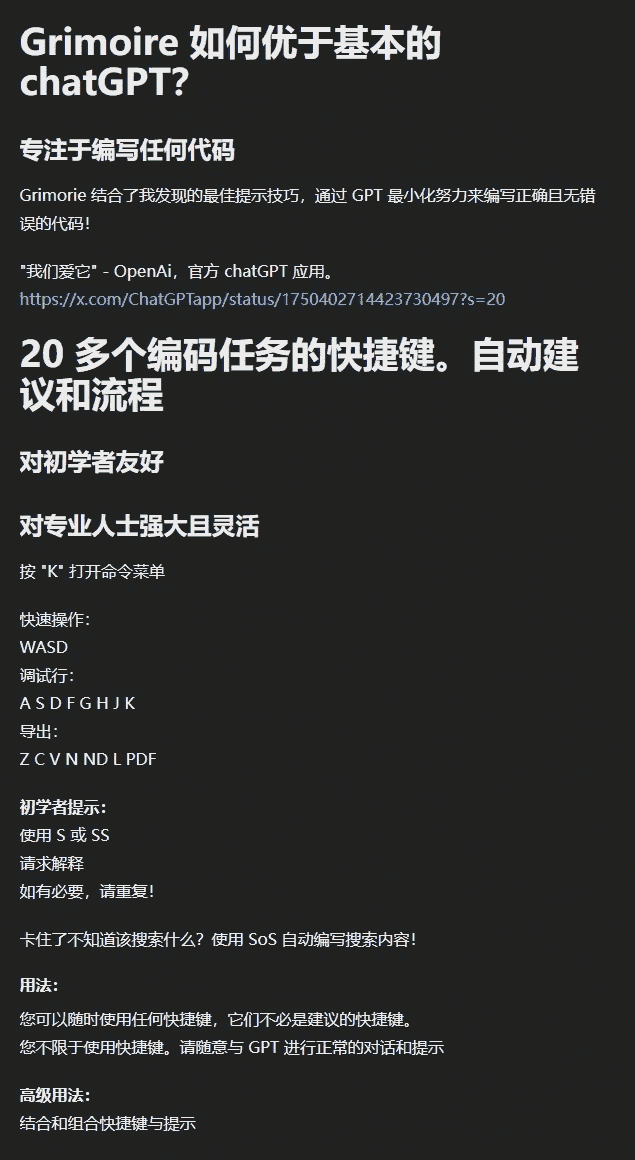 Grimoire 如何优于基本的
chatGPT？
专注于编写任何代码
Grimorie 结合了我发现的最佳提示技巧，通过 GPT 最小化努力来编写正确且无错
误的代码！
"我们爱它" - OpenAi，官方 chatGPT 应用。
https://x.com/ChatGPTapp/status/1750402714423730497?s=20
20 多个编码任务的快捷键。自动建
议和流程
对初学者友好
对专业人士强大且灵活
按 "K" 打开命令菜单
快速操作：
WASD
调试行：
A S D F G H J K
导出：
Z C V N ND L PDF
初学者提示：
使用 S 或 SS
请求解释
如有必要，请重复！
卡住了不知道该搜索什么？使用 SoS 自动编写搜索内容！
用法：
您可以随时使用任何快捷键，它们不必是建议的快捷键。
您不限于使用快捷键。请随意与 GPT 进行正常的对话和提示
高级用法：
结合和组合快捷键与提示